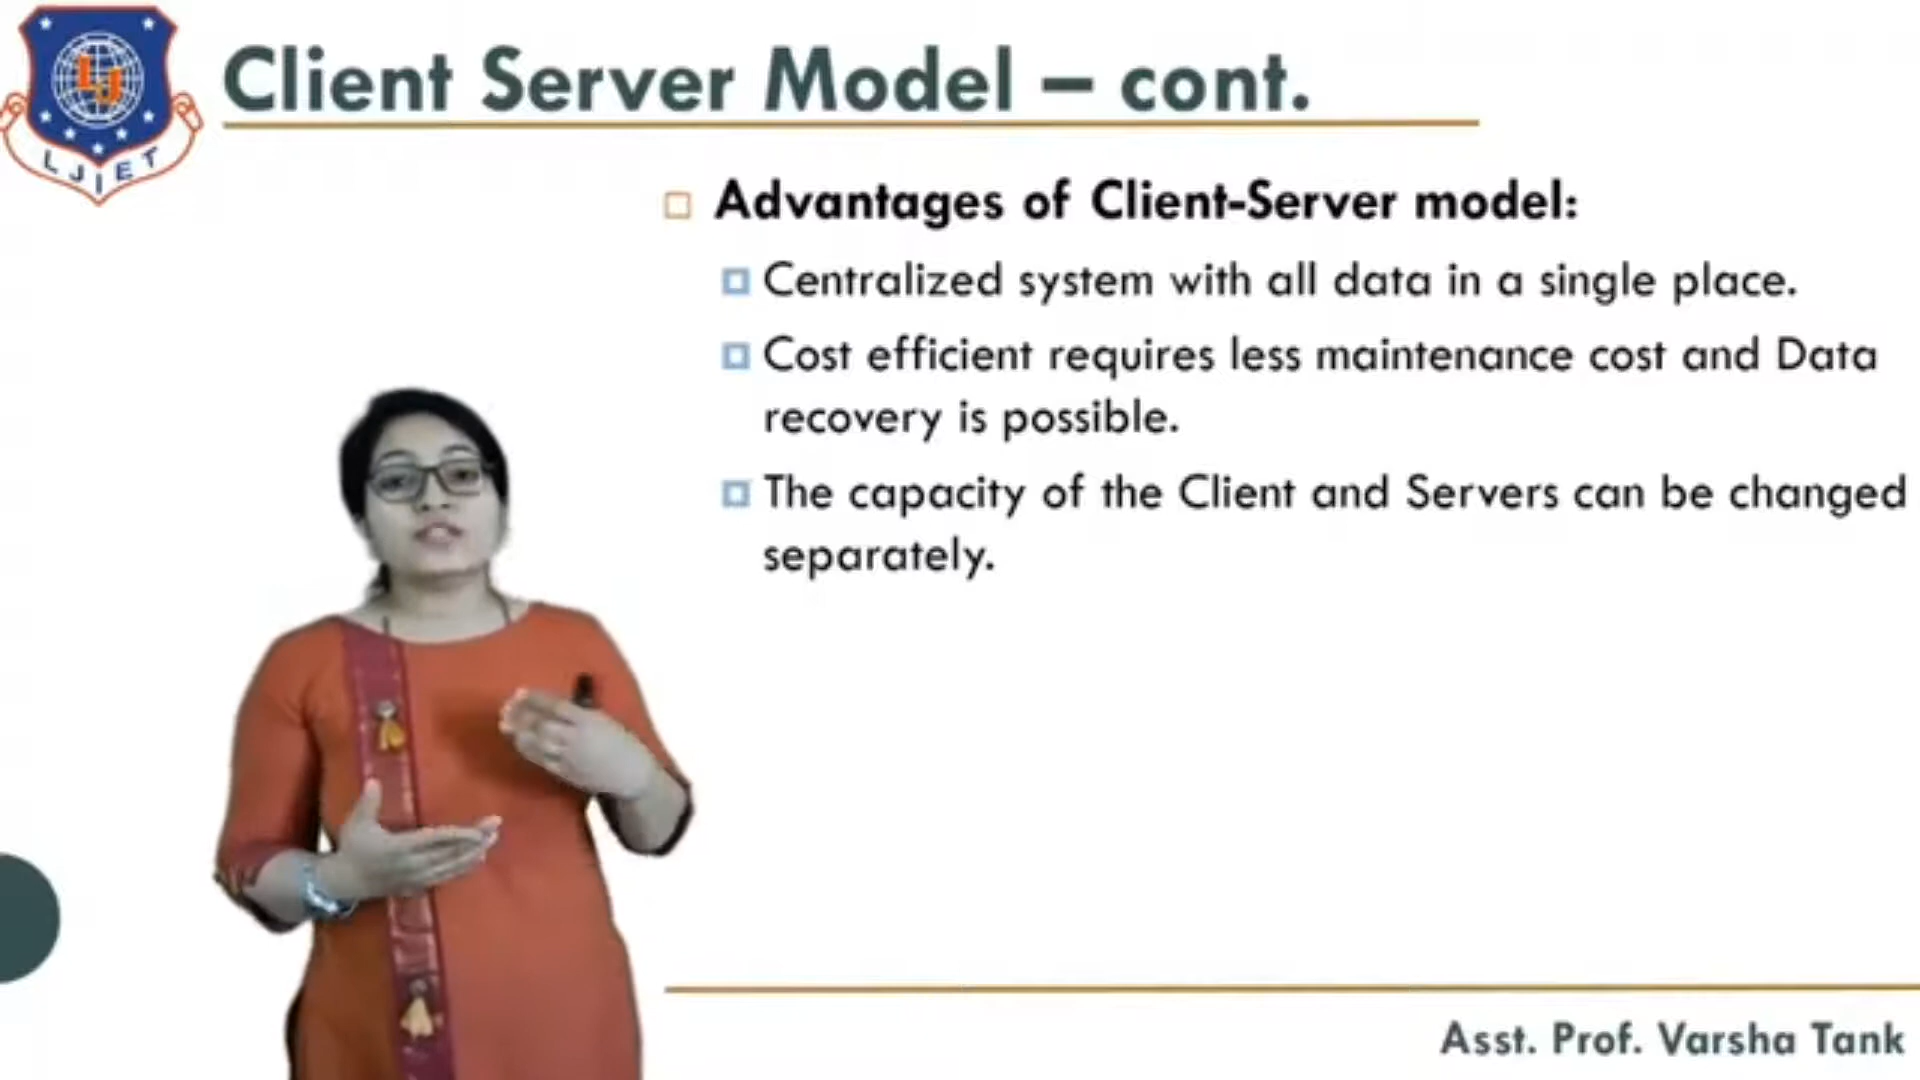 LJIET
Client Server Model – cont.
Advantages of Client-Server model:
Centralized system with all data in a single place.
Cost efficient requires less maintenance cost and Data
recovery is possible.
The capacity of the Client and Servers can be changed
separately.
Asst. Prof. Varsha Tank